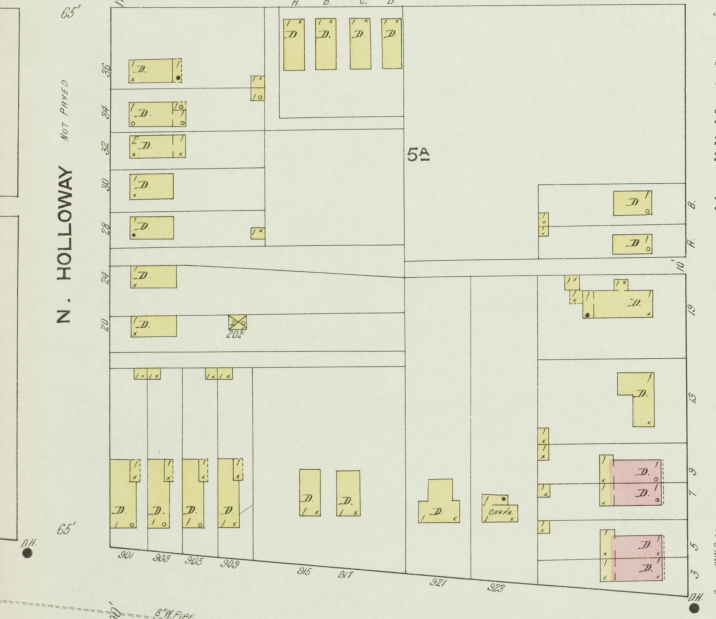 65'
A. B. C. D.
36
34
32
30
28
24
20
N. HOLLOWAY
NOT PAVED
5A
D.
D.
D.
D.
D.
D.
D.
D.
D.
D.
D.
202
B.
A.
D.
D.
10'
19
D.
13
D.
9
7
D.
D.
5
3
D.
D.
D.
D.
D.
D.
D.
D.
D.
65'
D.H.
901
903
905
909
915
917
921
923
D.H.
8" W. PIPE